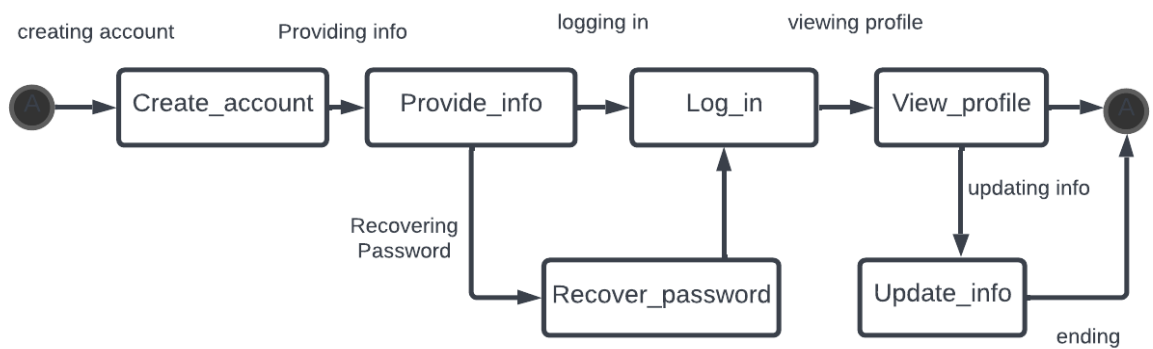 creating account
Providing info
logging in
viewing profile
A
Create_account
Provide_info
Log_in
View_profile
A
updating info
Recovering
Password
Recover_password
Update_info
ending